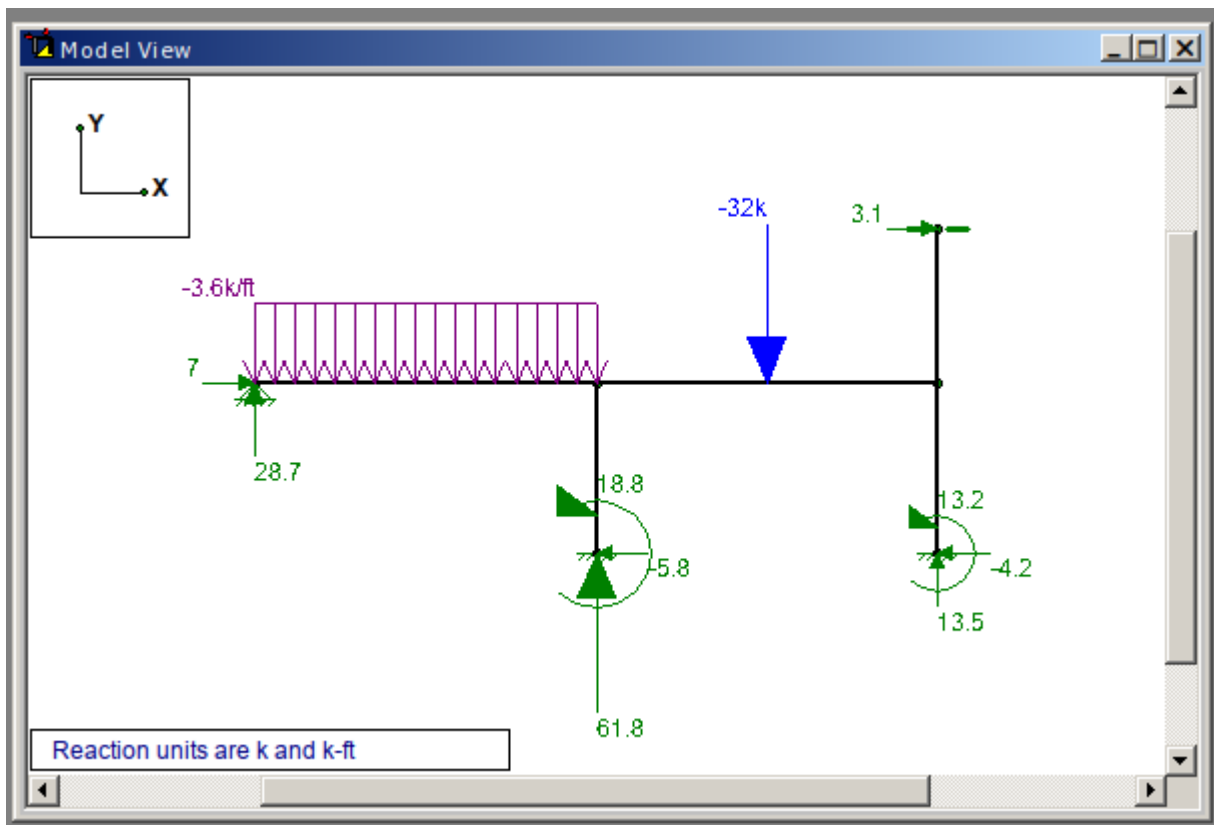 Model View
Y
X
-32k
3.1
-3.6k/ft
7
28.7
18.8
13.2
-5.8
-4.2
13.5
61.8
Reaction units are k and k-ft